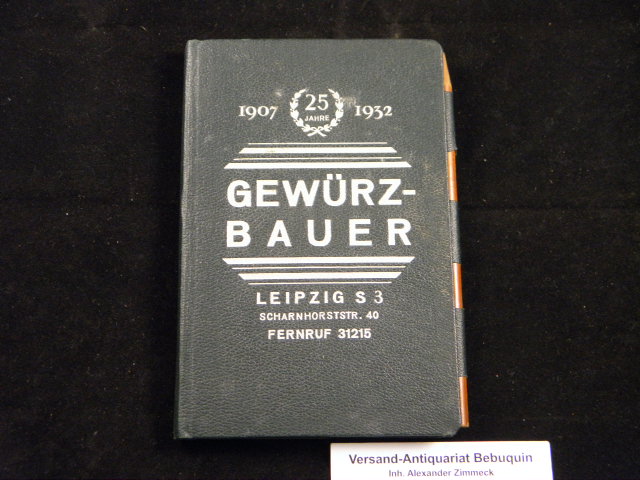 1907 25 1932
JAHRE
GEWÜRZ-
BAUER
LEIPZIG S 3
SCHARNHORSTSTR. 40
FERNRUF 31215
Versand-Antiquariat Bebuquin
Inh. Alexander Zimmeck